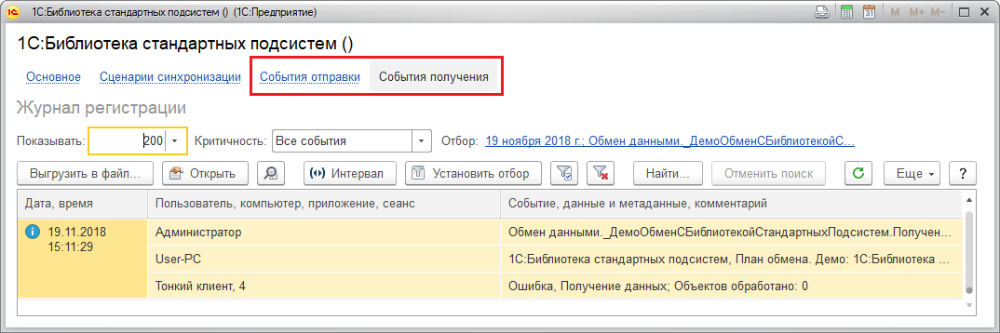 1С:Библиотека стандартных подсистем () (1С:Предприятие)
M M+ M-
31
1С:Библиотека стандартных подсистем ()
Основное Сценарии синхронизации События отправки События получения
Журнал регистрации
Показывать: 200 Критичность: Все события Отбор: 19 ноября 2018 г.; Обмен данными._ДемоОбменСБиблиотекойС...
Выгрузить в файл... Открыть Интервал Установить отбор Найти... Отменить поиск Еще ?
Дата, время Пользователь, компьютер, приложение, сеанс Событие, данные и метаданные, комментарий
19.11.2018 Администратор Обмен данными._ДемоОбменСБиблиотекойСтандартныхПодсистем.Получен...
15:11:29
User-PC 1С:Библиотека стандартных подсистем, План обмена. Демо: 1С:Библиотека ...
Тонкий клиент, 4 Ошибка, Получение данных; Объектов обработано: 0